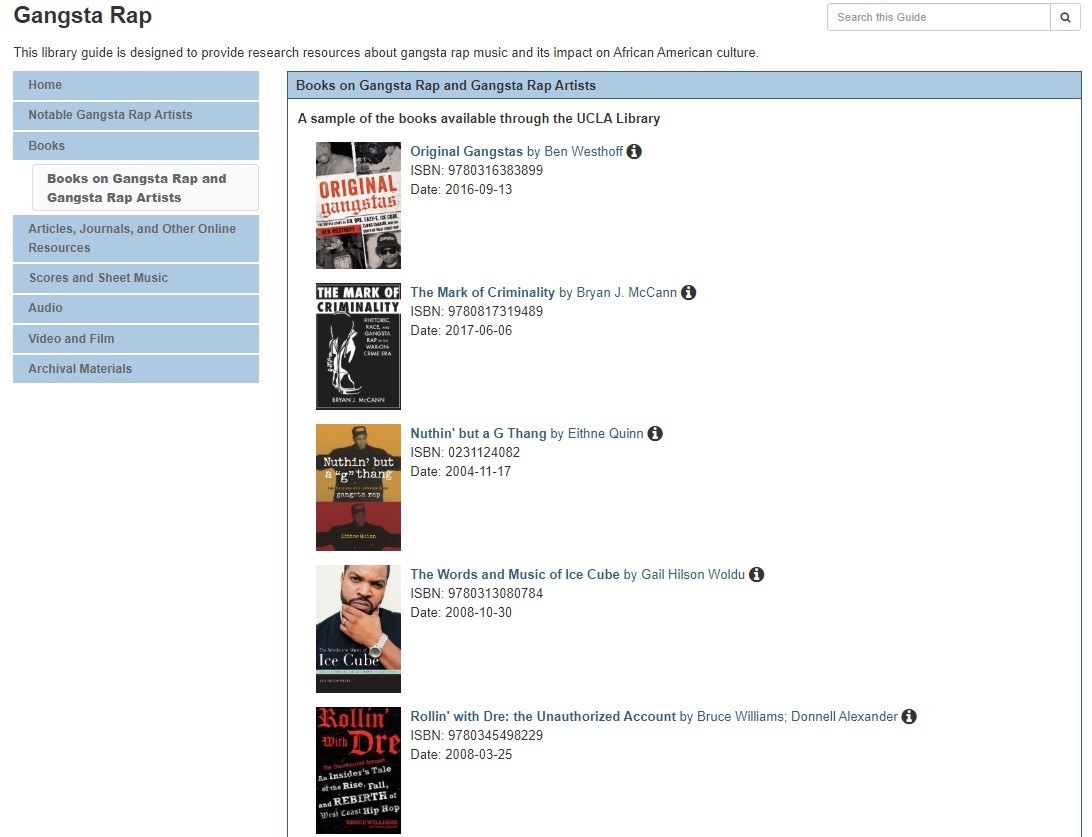 Gangsta Rap
Search this Guide
This library guide is designed to provide research resources about gangsta rap music and its impact on African American culture.
Home
Notable Gangsta Rap Artists
Books
Books on Gangsta Rap and
Gangsta Rap Artists
Articles, Journals, and Other Online
Resources
Scores and Sheet Music
Audio
Video and Film
Archival Materials
Books on Gangsta Rap and Gangsta Rap Artists
A sample of the books available through the UCLA Library
ORIGINAL
gangstas
BEN WESTHOFF
Original Gangstas by Ben Westhoff
ISBN: 9780316383899
Date: 2016-09-13
THE MARK OF
CRIMINALITY
RHETORIC,
RACE, AND
GANGSTA
RAP IN THE
WAR-ON-
CRIME ERA
BRYAN J. McCANN
The Mark of Criminality by Bryan J. McCann
ISBN: 9780817319489
Date: 2017-06-06
Nuthin' but
a "g" thang
gangsta rap
Eithne Quinn
Nuthin' but a G Thang by Eithne Quinn
ISBN: 0231124082
Date: 2004-11-17
The Words and Music of
Ice Cube
The Words and Music of Ice Cube by Gail Hilson Woldu
ISBN: 9780313080784
Date: 2008-10-30
Rollin'
With Dre
The Unauthorized Account
An Insider's Tale
of the Rise, Fall,
and REBIRTH of
West Coast Hip Hop
BRUCE WILLIAMS
Rollin' with Dre: the Unauthorized Account by Bruce Williams; Donnell Alexander
ISBN: 9780345498229
Date: 2008-03-25